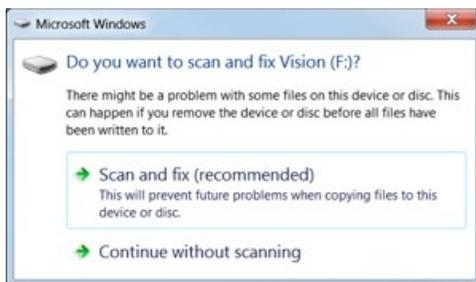 Microsoft Windows
Do you want to scan and fix Vision (F:)?
There might be a problem with some files on this device or disc. This
can happen if you remove the device or disc before all files have
been written to it.
Scan and fix (recommended)
This will prevent future problems when copying files to this
device or disc.
Continue without scanning